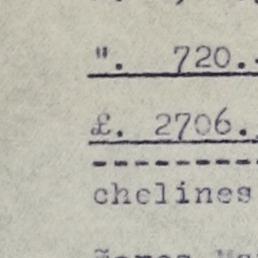 ". 720.
£. 2706.
chelines